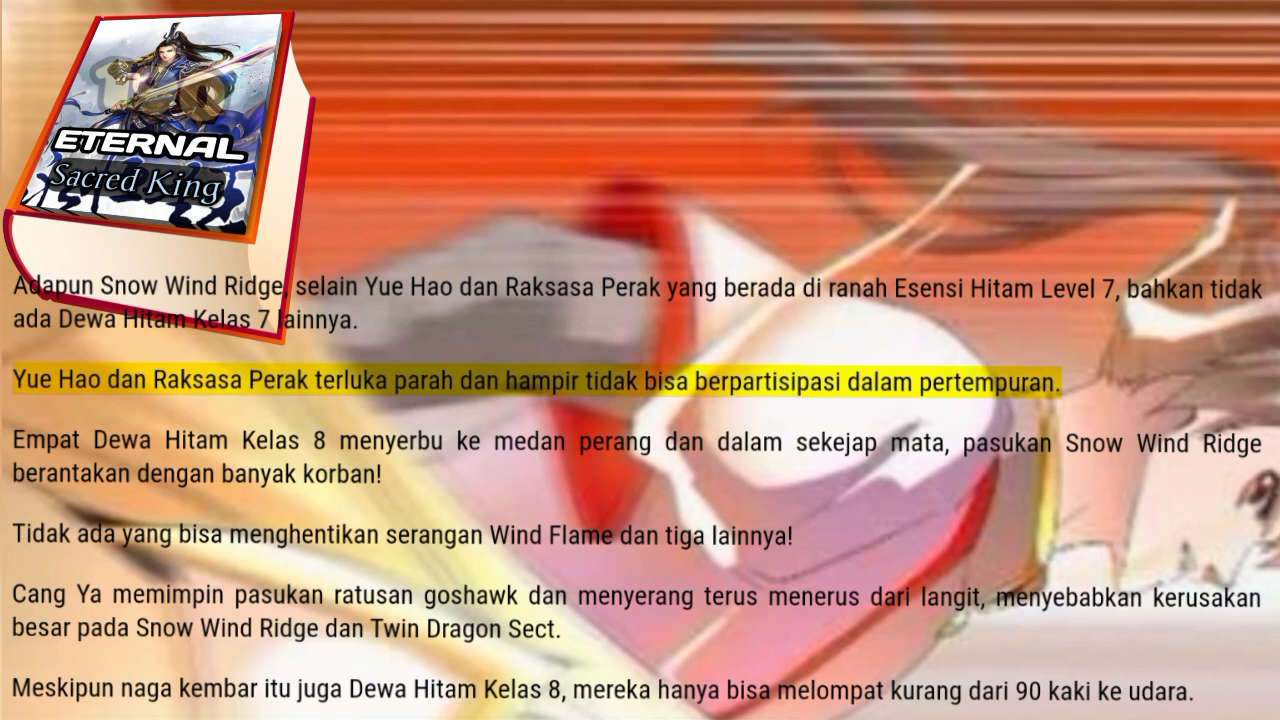 ETERNAL
Sacred King
Adapun Snow Wind Ridge, selain Yue Hao dan Raksasa Perak yang berada di ranah Esensi Hitam Level 7, bahkan tidak
ada Dewa Hitam Kelas 7 lainnya.
Yue Hao dan Raksasa Perak terluka parah dan hampir tidak bisa berpartisipasi dalam pertempuran.
Empat Dewa Hitam Kelas 8 menyerbu ke medan perang dan dalam sekejap mata, pasukan Snow Wind Ridge
berantakan dengan banyak korban!
Tidak ada yang bisa menghentikan serangan Wind Flame dan tiga lainnya!
Cang Ya memimpin pasukan ratusan goshawk dan menyerang terus menerus dari langit, menyebabkan kerusakan
besar pada Snow Wind Ridge dan Twin Dragon Sect.
Meskipun naga kembar itu juga Dewa Hitam Kelas 8, mereka hanya bisa melompat kurang dari 90 kaki ke udara.